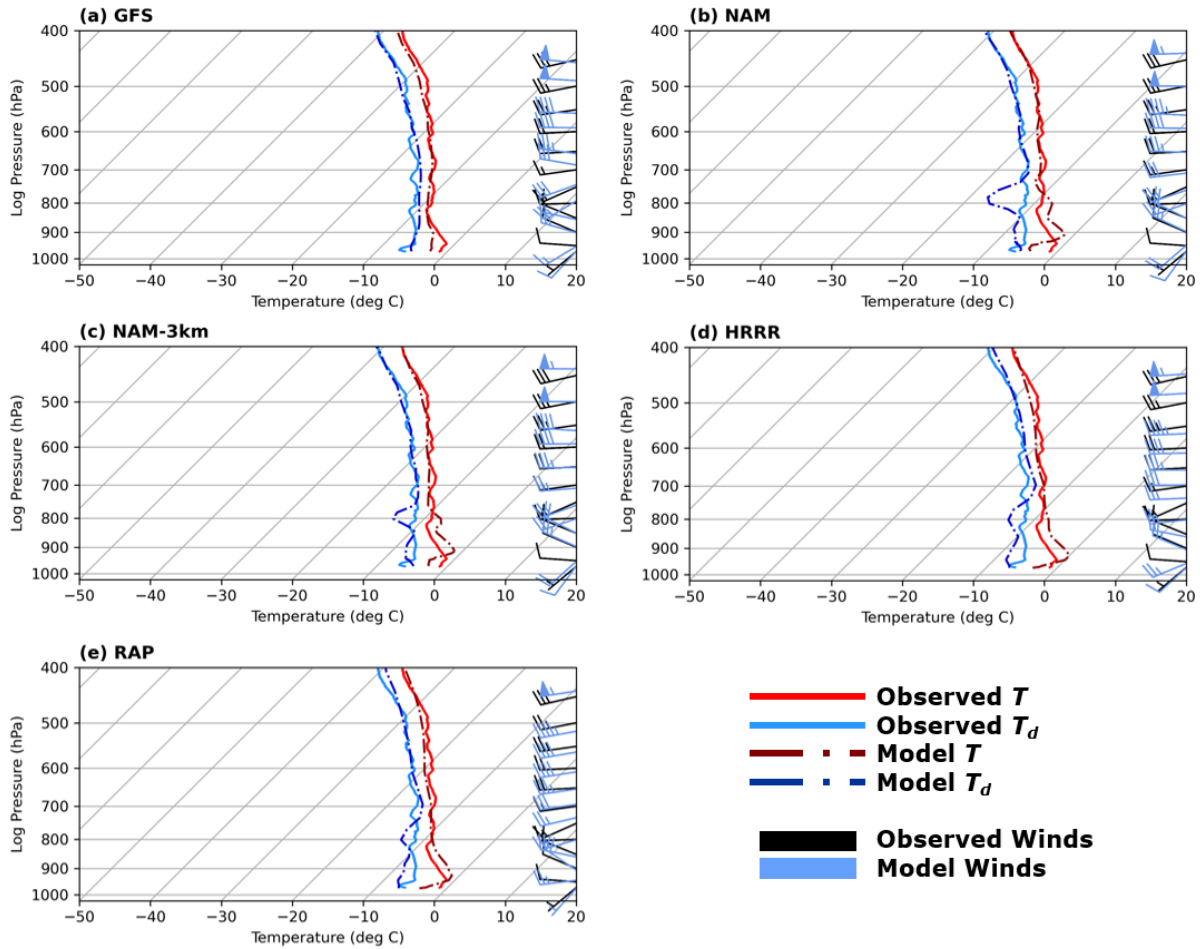 (a) GFS
400
500
600
700
800
900
1000
Log Pressure (hPa)
−50 −40 −30 −20 −10 0 10 20
Temperature (deg C)
(b) NAM
400
500
600
700
800
900
1000
Log Pressure (hPa)
−50 −40 −30 −20 −10 0 10 20
Temperature (deg C)
(c) NAM-3km
400
500
600
700
800
900
1000
Log Pressure (hPa)
−50 −40 −30 −20 −10 0 10 20
Temperature (deg C)
(d) HRRR
400
500
600
700
800
900
1000
Log Pressure (hPa)
−50 −40 −30 −20 −10 0 10 20
Temperature (deg C)
(e) RAP
400
500
600
700
800
900
1000
Log Pressure (hPa)
−50 −40 −30 −20 −10 0 10 20
Temperature (deg C)
Observed T
Observed Td
Model T
Model Td
Observed Winds
Model Winds